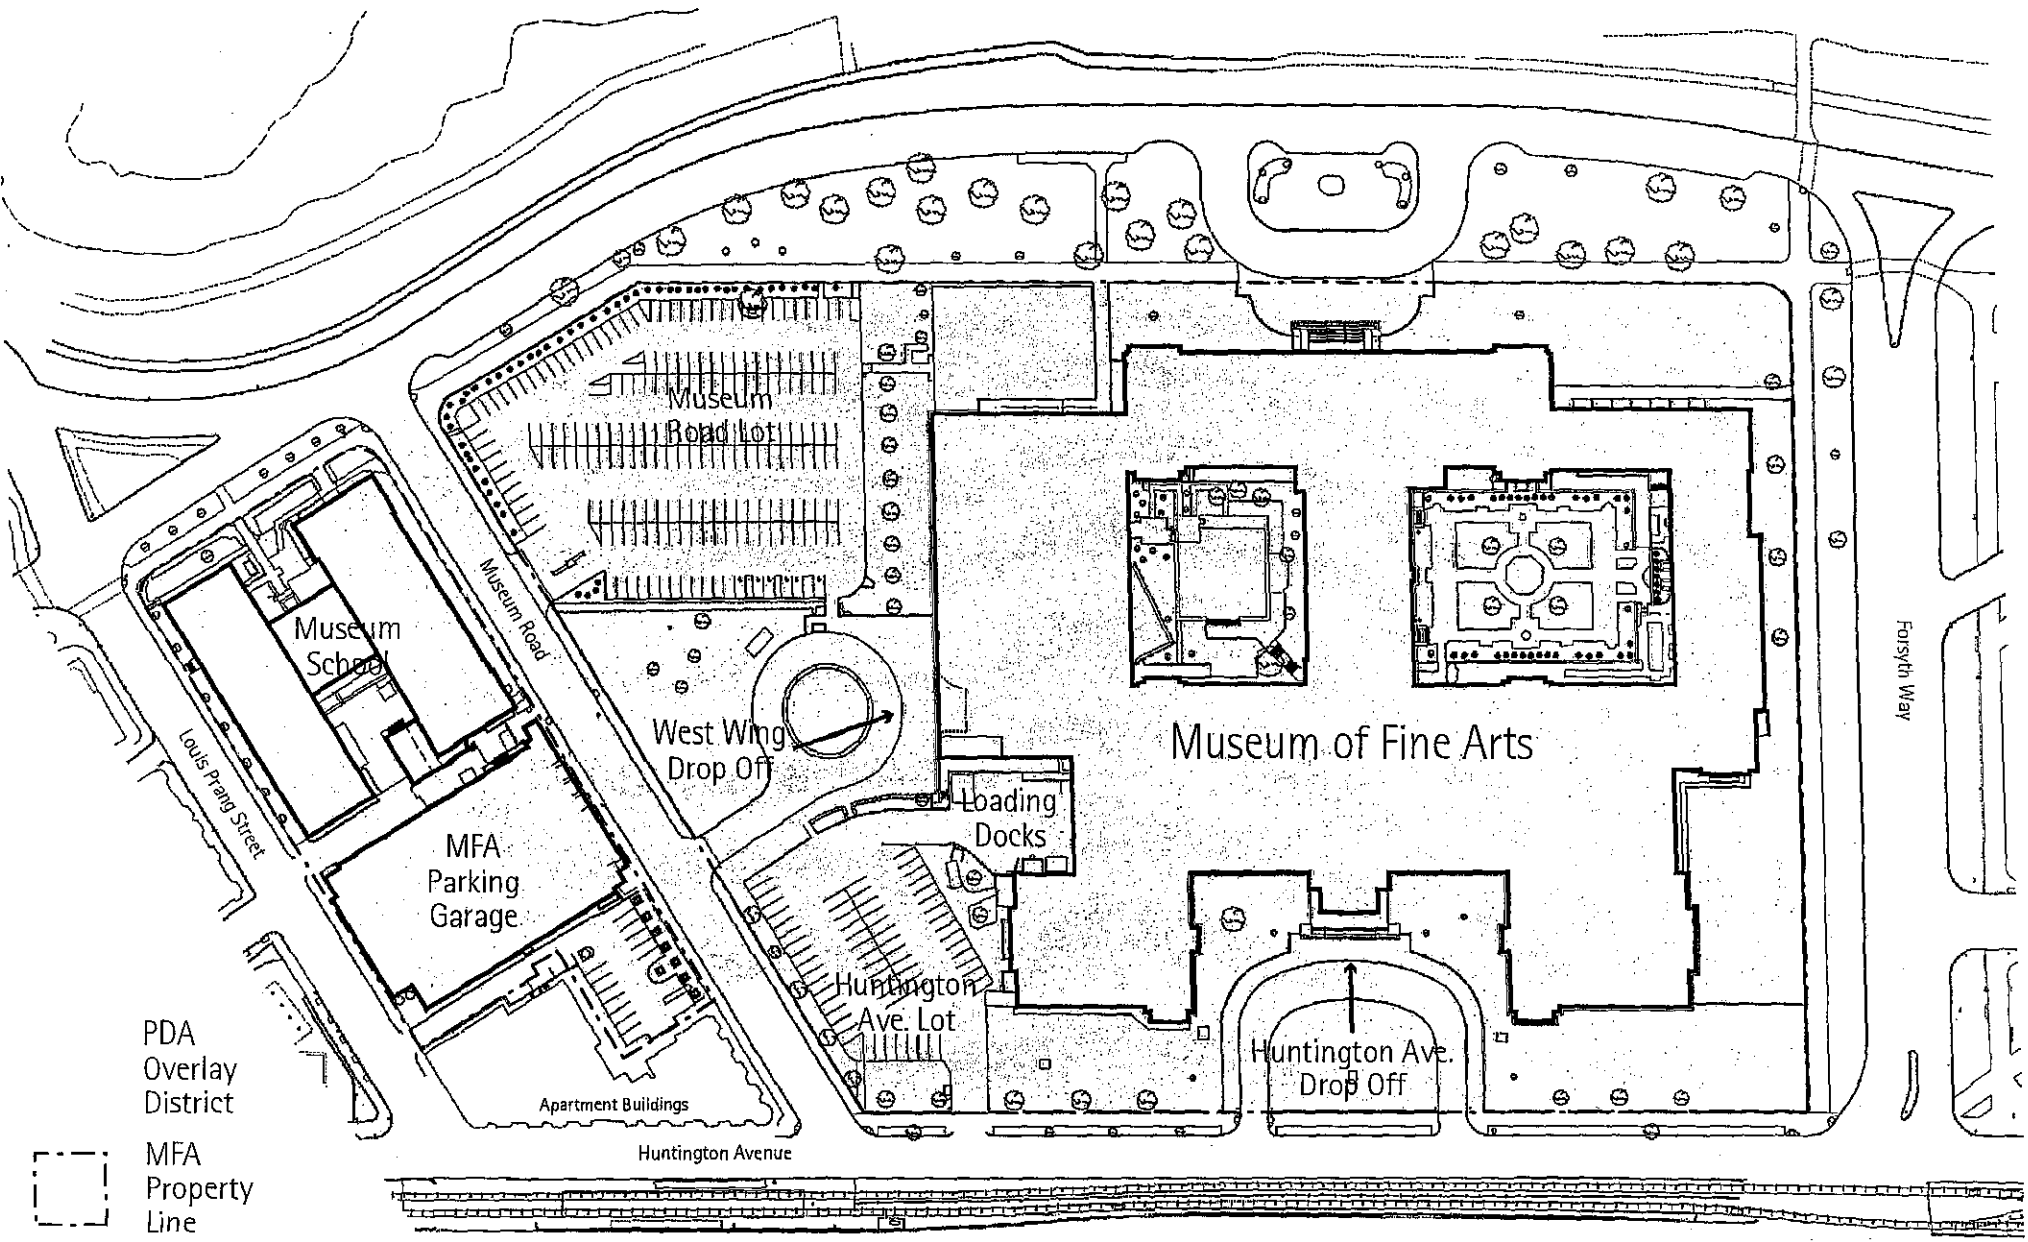 Museum
Road Lot
Museum Road
Museum
School
West Wing
Drop Off
Louis Prang Street
Forsyth Way
Museum of Fine Arts
Loading
Docks
MFA
Parking
Garage
Huntington
Ave. Lot
Huntington Ave.
Drop Off
Apartment Buildings
Huntington Avenue
PDA
Overlay
District
MFA
Property
Line